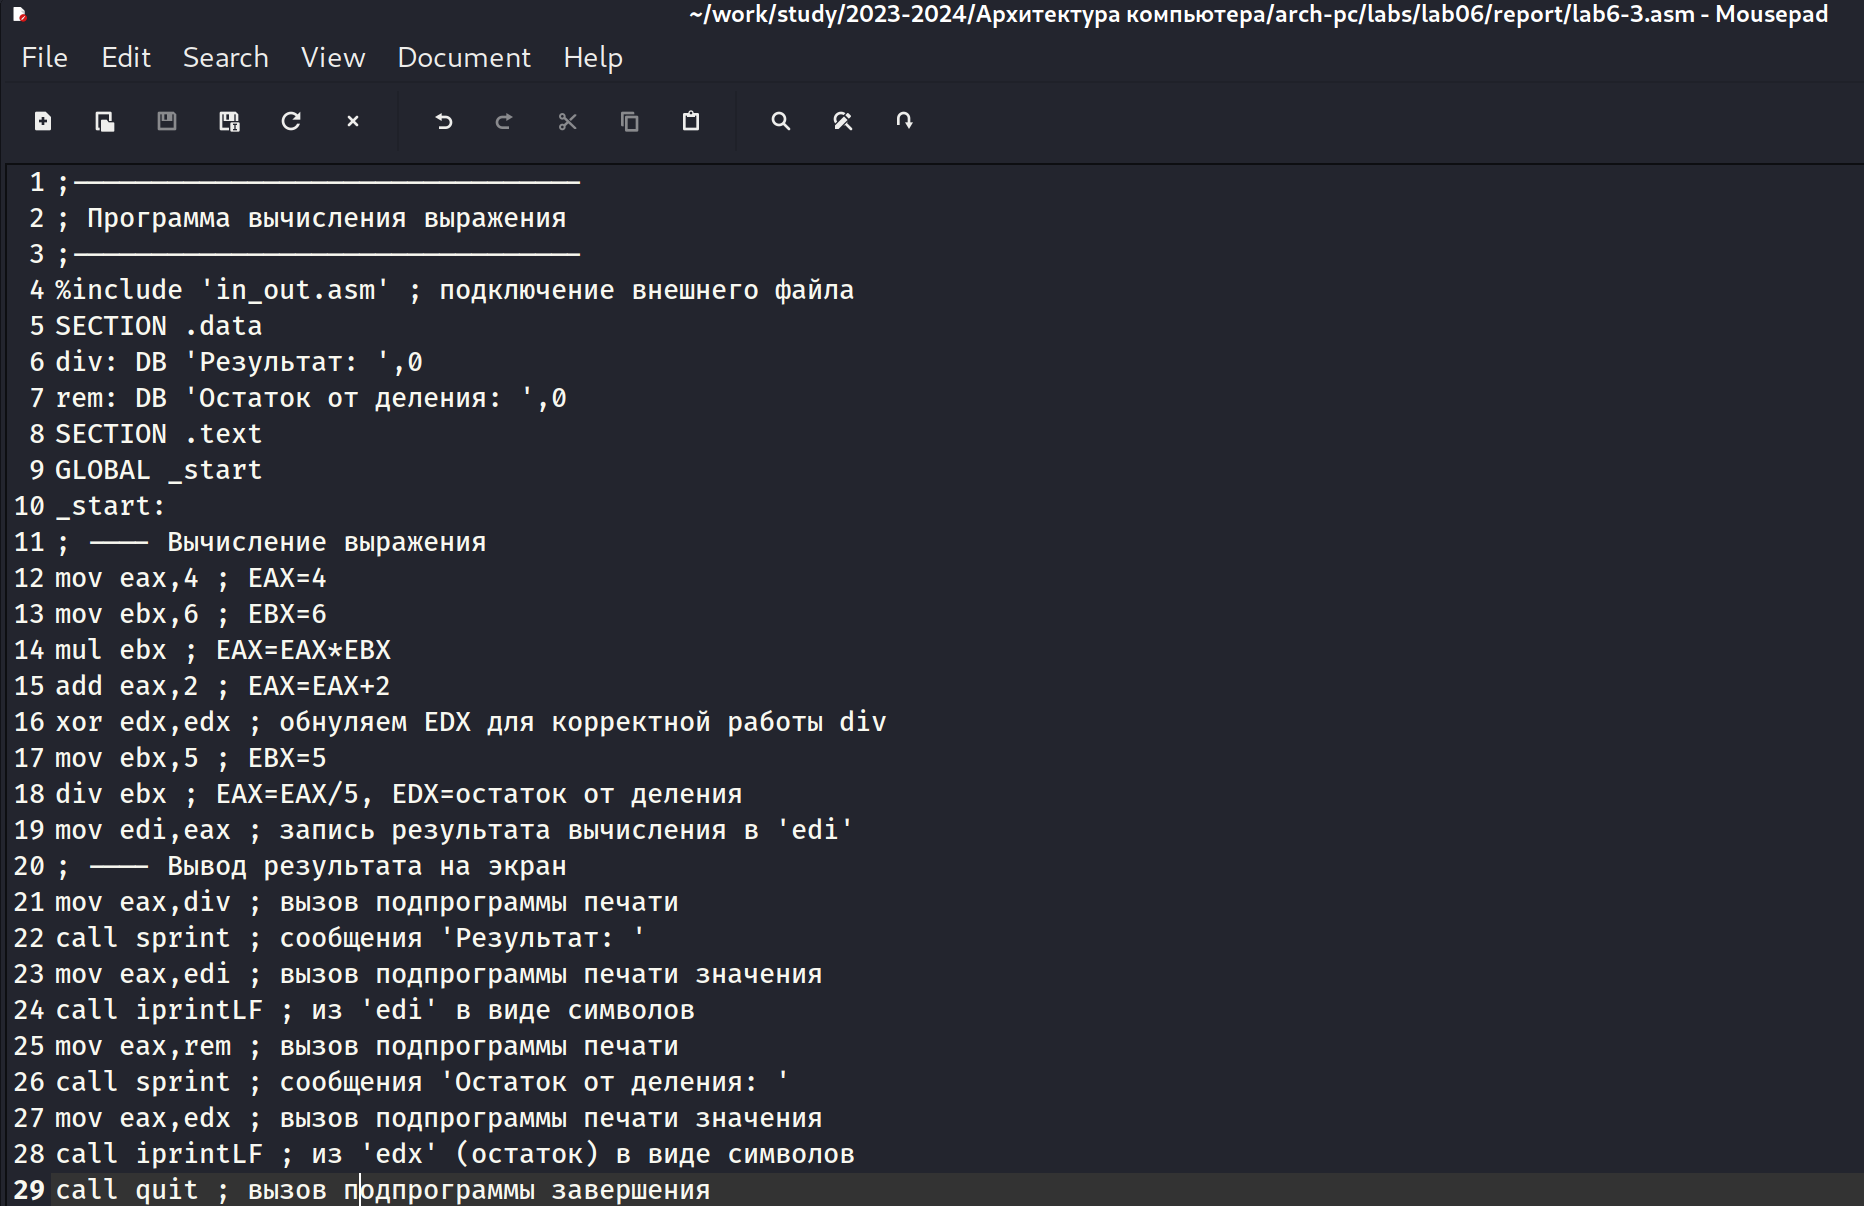 ~/work/study/2023-2024/Архитектура компьютера/arch-pc/labs/lab06/report/lab6-3.asm - Mousepad
File Edit Search View Document Help
1 ;--------------------------------
2 ; Программа вычисления выражения
3 ;--------------------------------
4 %include 'in_out.asm' ; подключение внешнего файла
5 SECTION .data
6 div: DB 'Результат: ',0
7 rem: DB 'Остаток от деления: ',0
8 SECTION .text
9 GLOBAL _start
10 _start:
11 ; ---- Вычисление выражения
12 mov eax,4 ; EAX=4
13 mov ebx,6 ; EBX=6
14 mul ebx ; EAX=EAX*EBX
15 add eax,2 ; EAX=EAX+2
16 xor edx,edx ; обнуляем EDX для корректной работы div
17 mov ebx,5 ; EBX=5
18 div ebx ; EAX=EAX/5, EDX=остаток от деления
19 mov edi,eax ; запись результата вычисления в 'edi'
20 ; ---- Вывод результата на экран
21 mov eax,div ; вызов подпрограммы печати
22 call sprint ; сообщения 'Результат: '
23 mov eax,edi ; вызов подпрограммы печати значения
24 call iprintLF ; из 'edi' в виде символов
25 mov eax,rem ; вызов подпрограммы печати
26 call sprint ; сообщения 'Остаток от деления: '
27 mov eax,edx ; вызов подпрограммы печати значения
28 call iprintLF ; из 'edx' (остаток) в виде символов
29 call quit ; вызов подпрограммы завершения